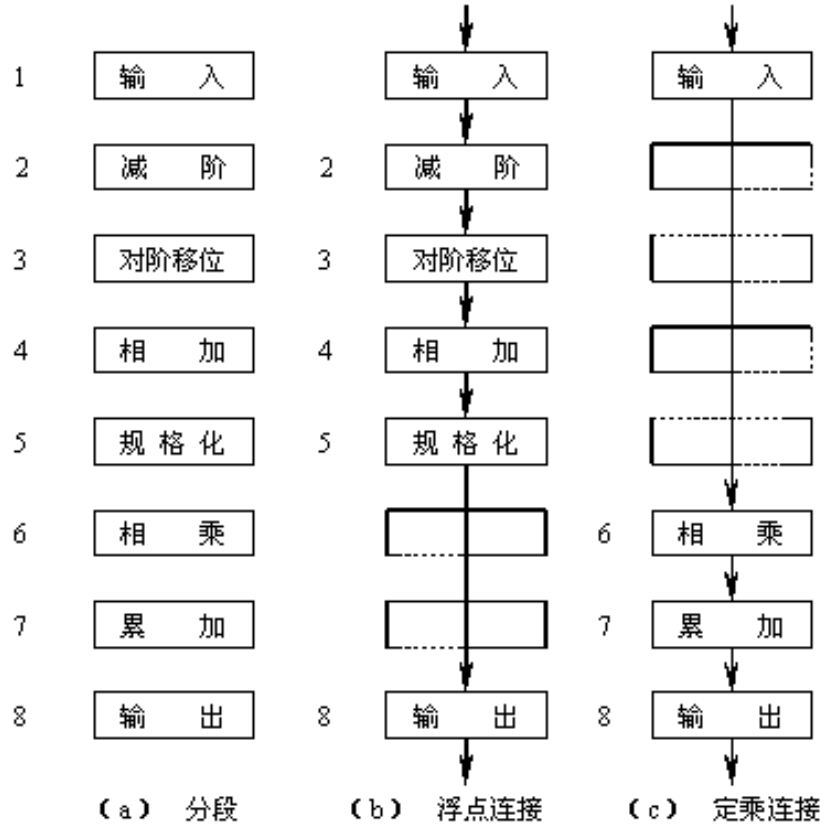 1 输 入 输 入 输 入
2 减 阶 2 减 阶
3 对阶移位 3 对阶移位
4 相 加 4 相 加
5 规 格 化 5 规 格 化
6 相 乘 6 相 乘
7 累 加 7 累 加
8 输 出 8 输 出 8 输 出
(a) 分段 (b) 浮点连接 (c) 定乘连接